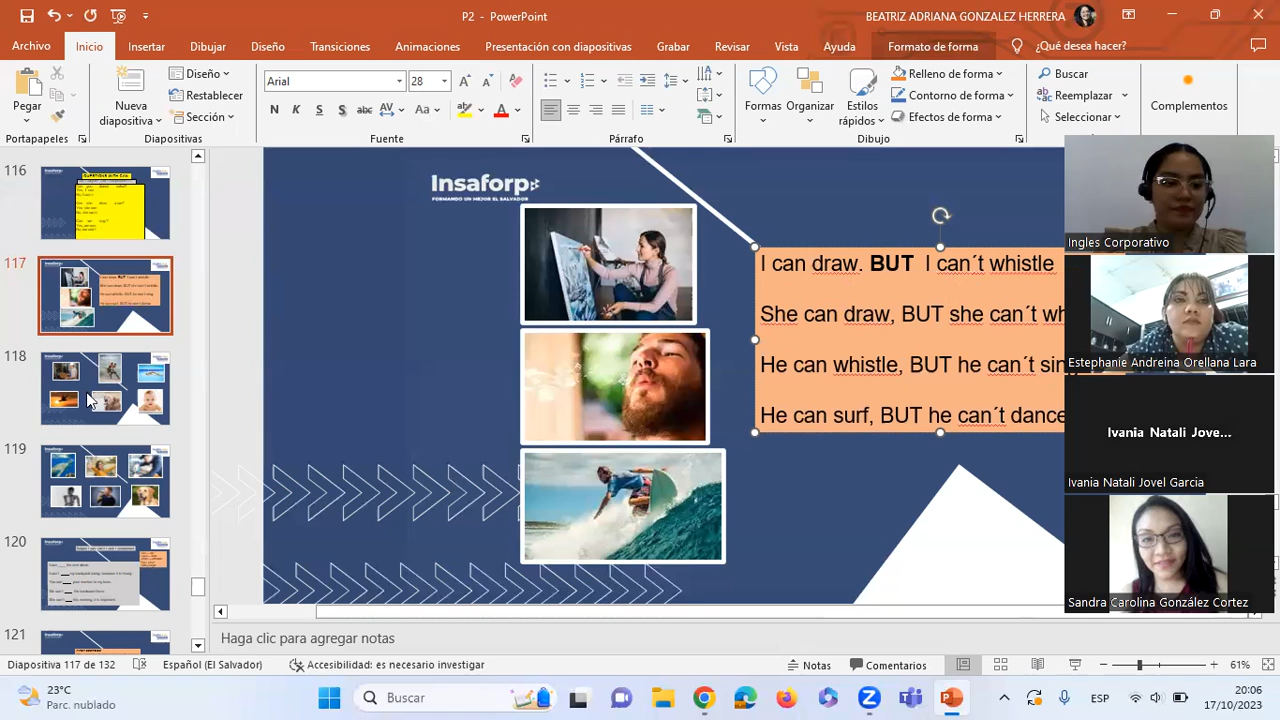 P2 - PowerPoint
BEATRIZ ADRIANA GONZALEZ HERRERA
Archivo Inicio Insertar Dibujar Diseño Transiciones Animaciones Presentación con diapositivas Grabar Revisar Vista Ayuda Formato de forma ¿Qué desea hacer?
Pegar
Portapapeles
Nueva diapositiva
Diseño
Restablecer
Sección
Diapositivas
Arial 28
N K S S abc AV Aa A
Fuente
Párrafo
Formas
Organizar
Estilos rápidos
Relleno de forma
Contorno de forma
Efectos de forma
Dibujo
Buscar
Reemplazar
Seleccionar
Complementos
116
117
118
119
120
121
Insaforp
FORMANDO UN MEJOR EL SALVADOR
I can draw. BUT I can´t whistle
She can draw, BUT she can´t wh
He can whistle, BUT he can´t sin
He can surf, BUT he can´t dance
Ingles Corporativo
Estephanie Andreina Orellana Lara
Ivania Natali Jove...
Ivania Natali Jovel Garcia
Sandra Carolina González Cortez
Haga clic para agregar notas
Diapositiva 117 de 132 Español (El Salvador) Accesibilidad: es necesario investigar Notas Comentarios 61%
23°C
Parc. nublado
Buscar
ESP
20:06
17/10/2023